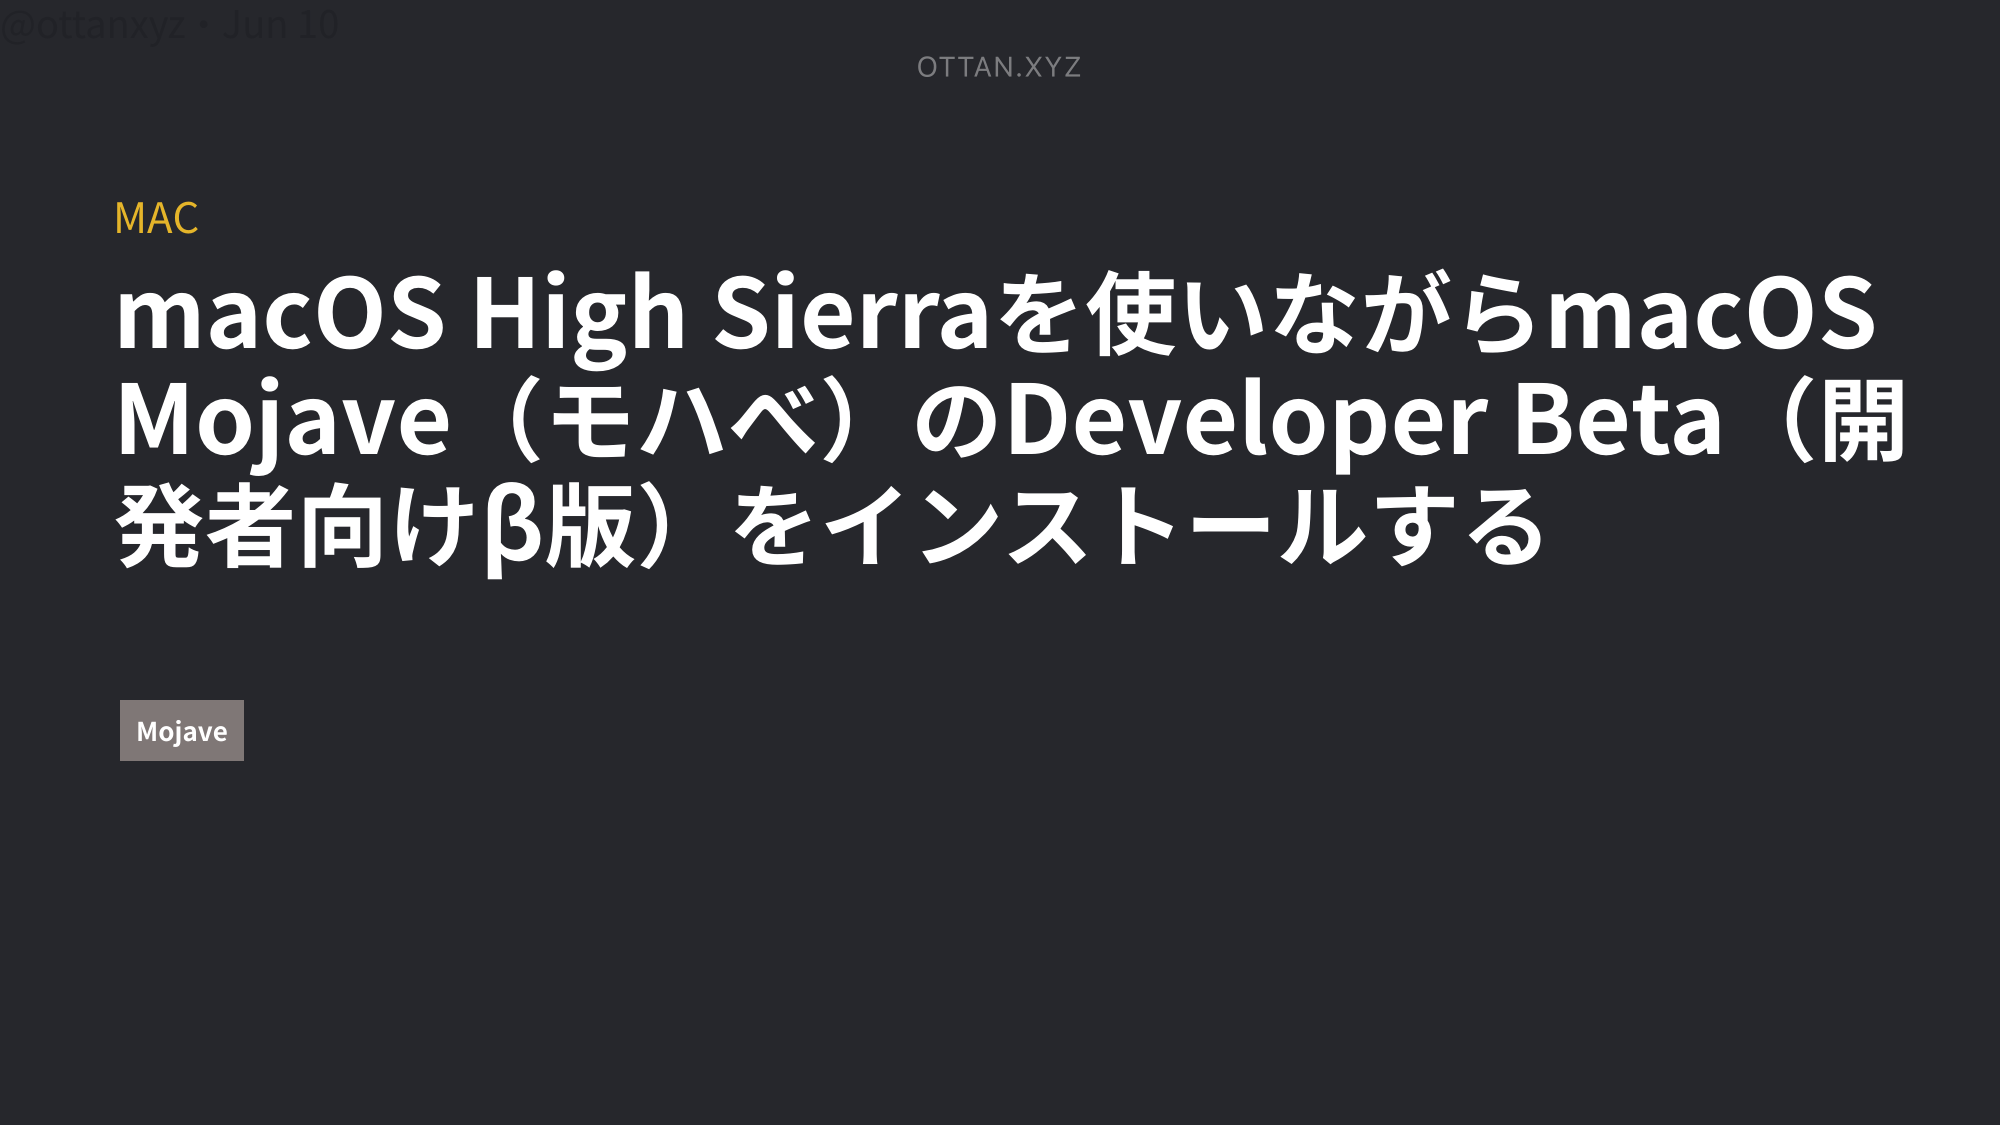 @ottanxyz・Jun 10
OTTAN.XYZ
MAC
macOS High Sierraを使いながらmacOS
Mojave（モハベ）のDeveloper Beta（開
発者向けβ版）をインストールする
Mojave